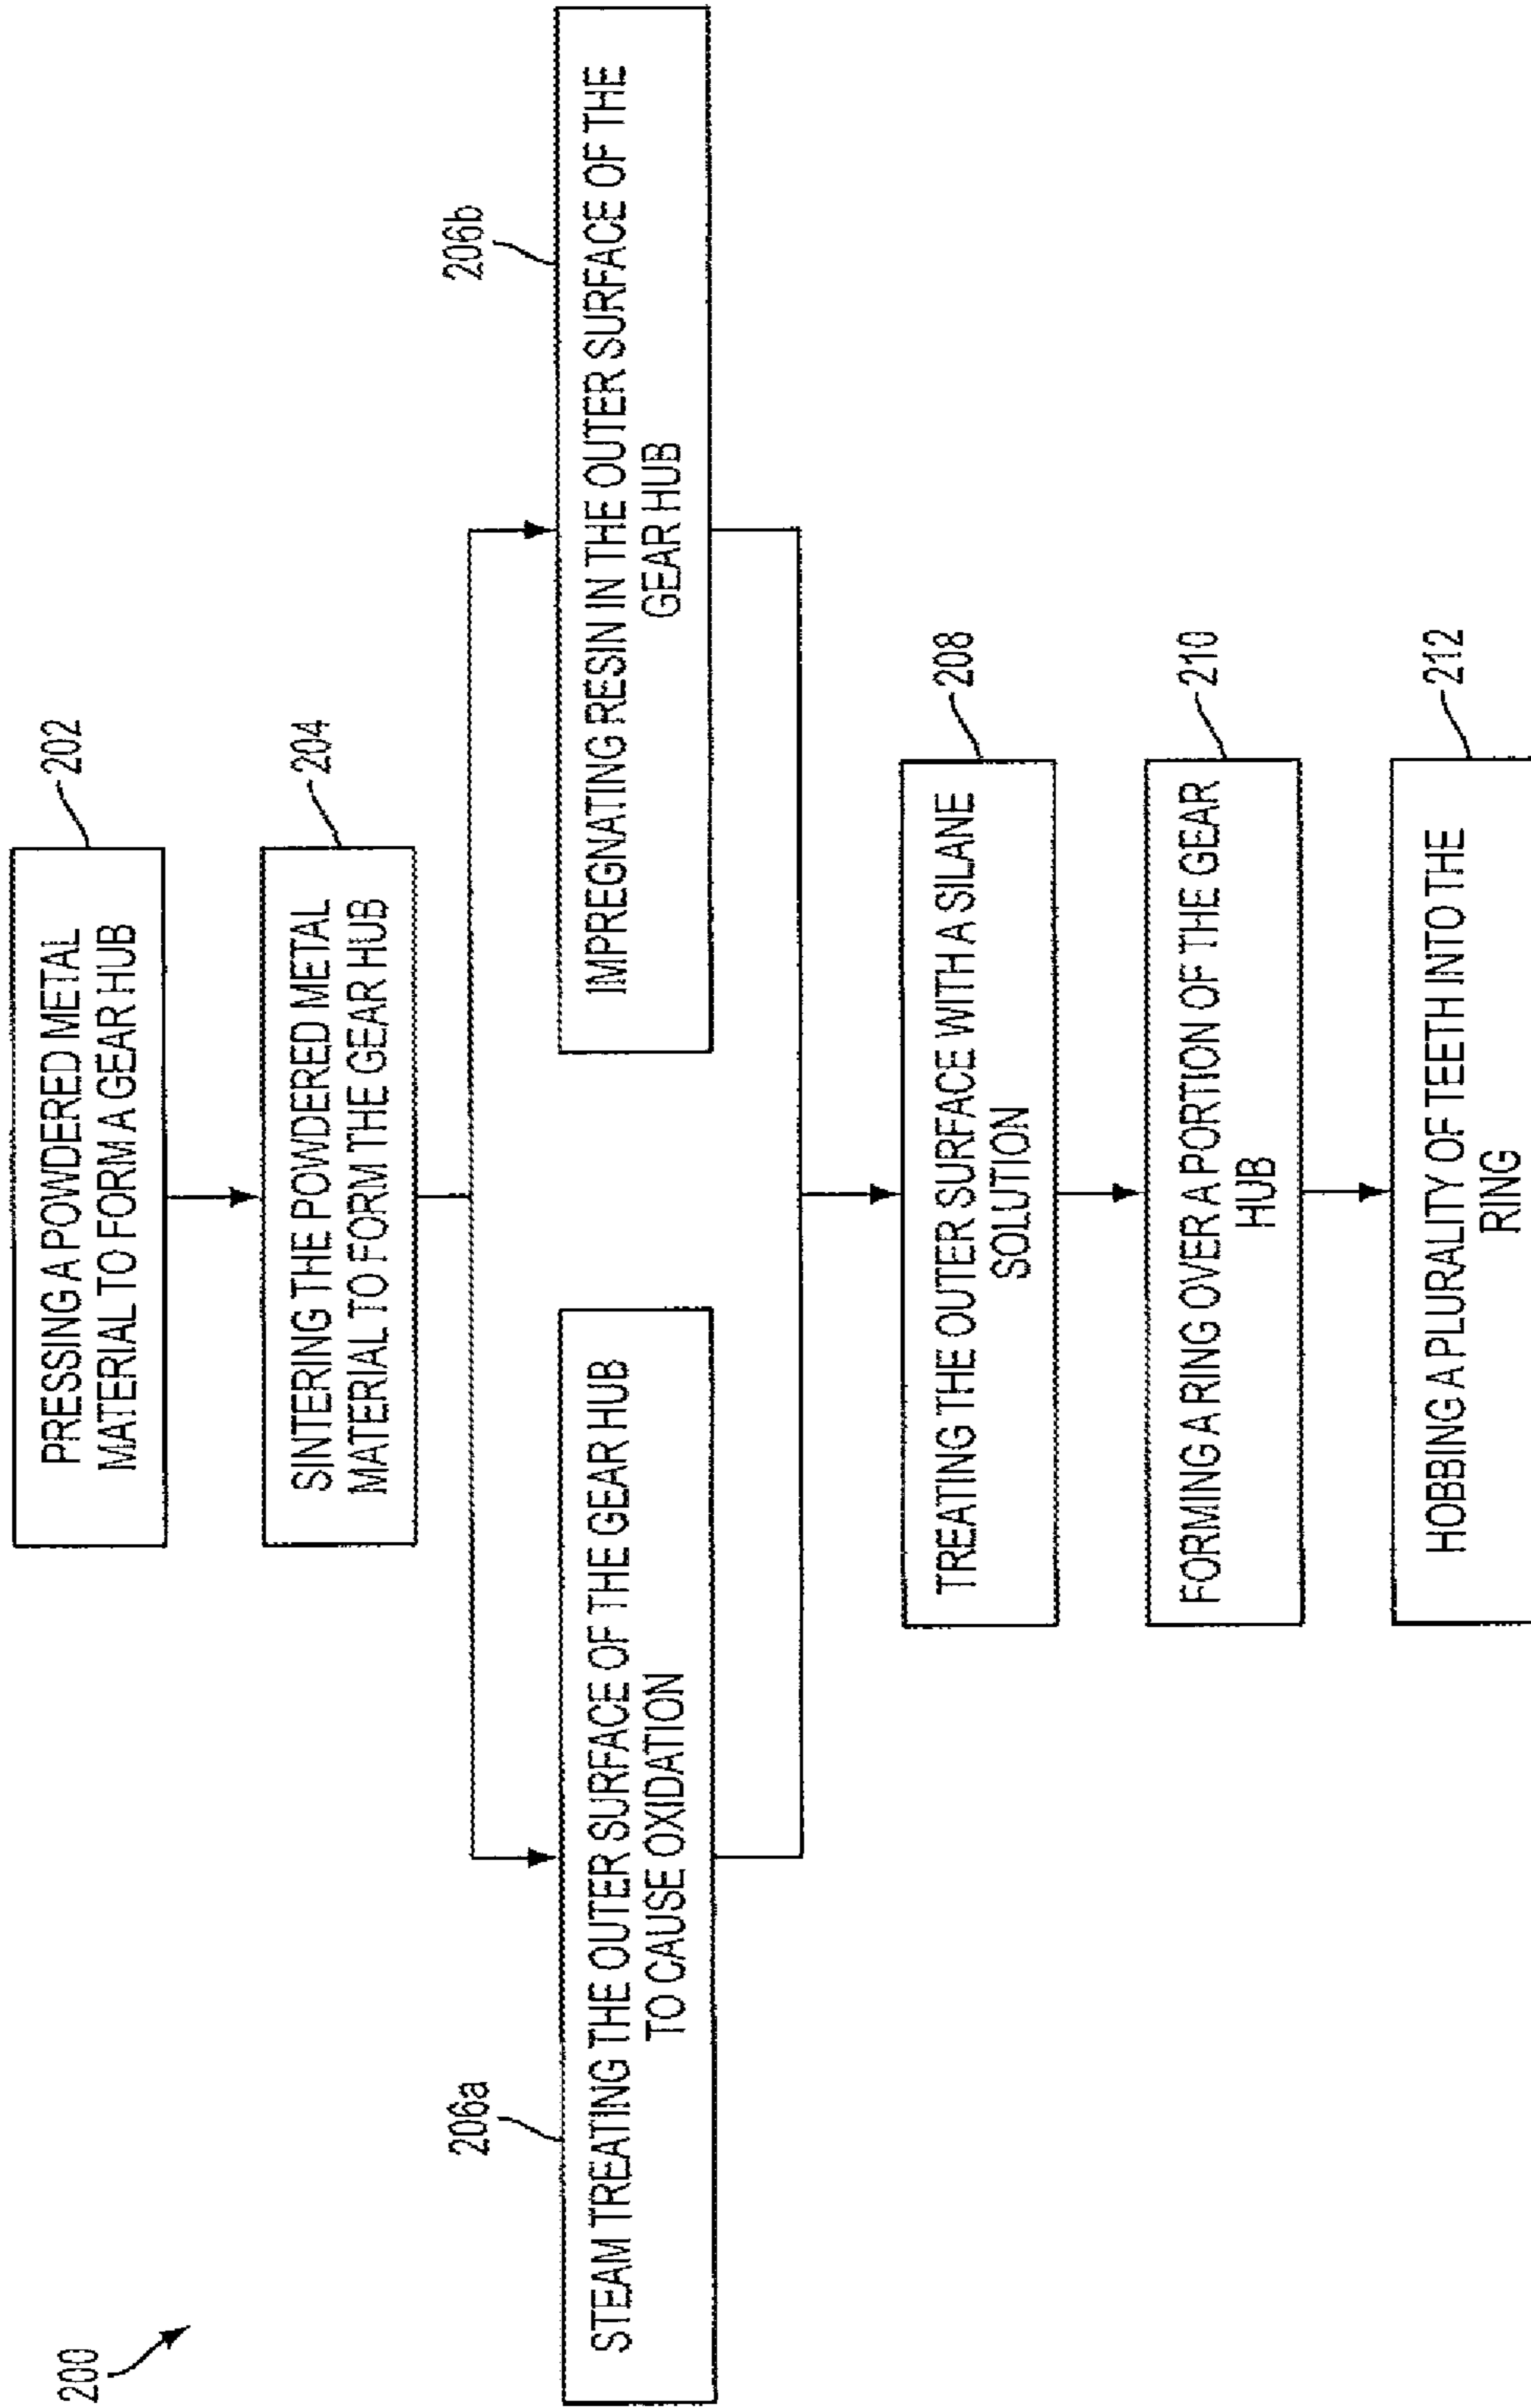 200
PRESSING A POWDERED METAL
MATERIAL TO FORM A GEAR HUB
202
SINTERING THE POWDERED METAL
MATERIAL TO FORM THE GEAR HUB
204
206a
STEAM TREATING THE OUTER SURFACE OF THE GEAR HUB
TO CAUSE OXIDATION
206b
IMPREGNATING RESIN IN THE OUTER SURFACE OF THE
GEAR HUB
TREATING THE OUTER SURFACE WITH A SILANE
SOLUTION
208
FORMING A RING OVER A PORTION OF THE GEAR
HUB
210
HOBBING A PLURALITY OF TEETH INTO THE
RING
212